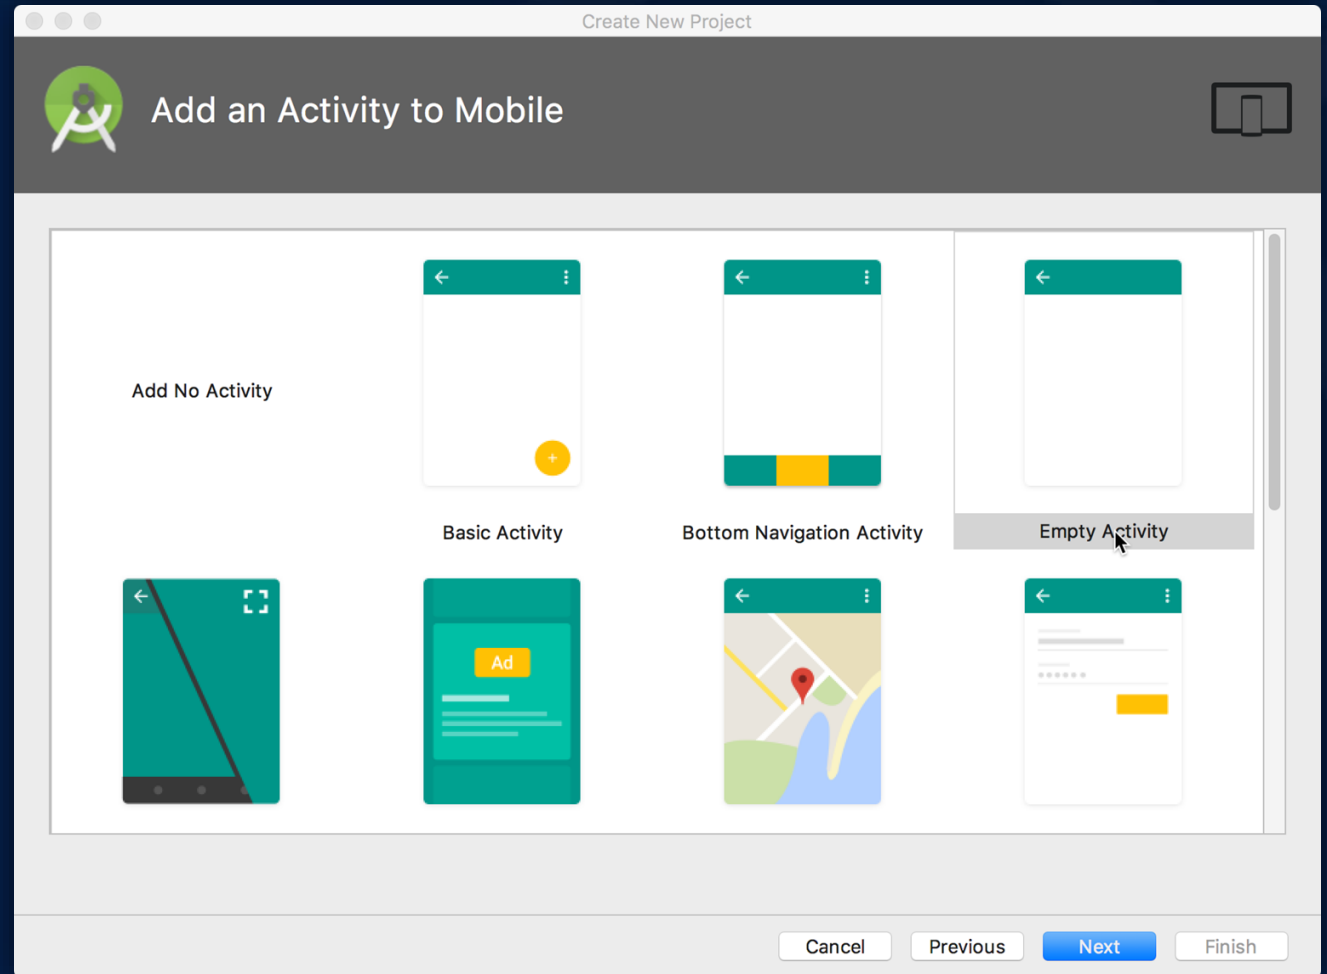 Create New Project
Add an Activity to Mobile
Add No Activity
Basic Activity
Bottom Navigation Activity
Empty Activity
Ad
Cancel
Previous
Next
Finish